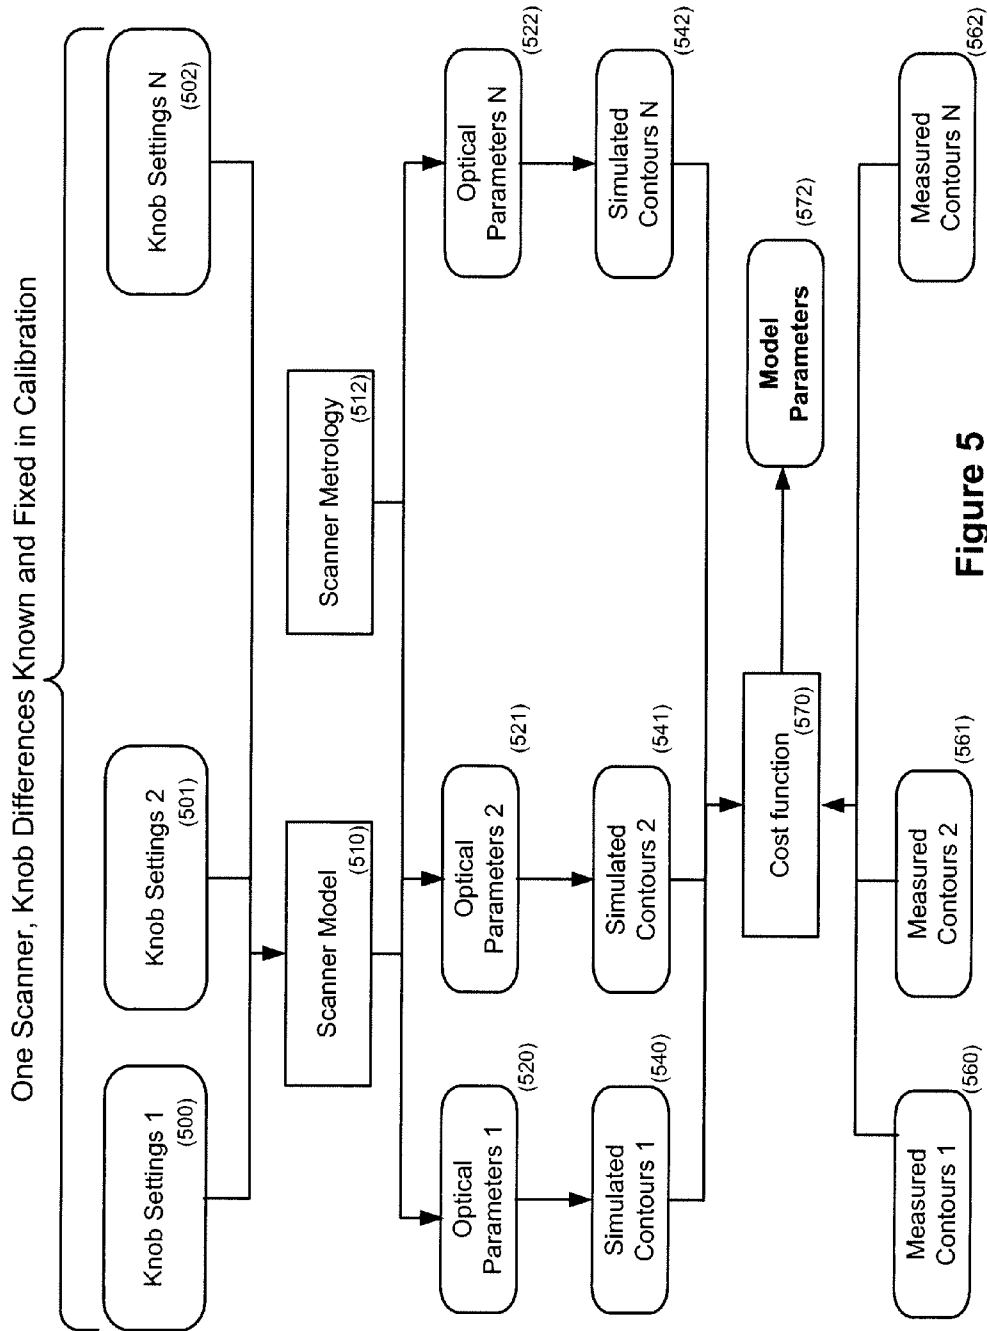 One Scanner, Knob Differences Known and Fixed in Calibration
Knob Settings 1
(500)
Knob Settings 2
(501)
Knob Settings N
(502)
Scanner Model
(510)
Scanner Metrology
(512)
Optical
Parameters 1
(520)
Optical
Parameters 2
(521)
Optical
Parameters N
(522)
Simulated
Contours 1
(540)
Simulated
Contours 2
(541)
Simulated
Contours N
(542)
Cost function
(570)
Model
Parameters
(572)
Measured
Contours 1
(560)
Measured
Contours 2
(561)
Measured
Contours N
(562)
Figure 5